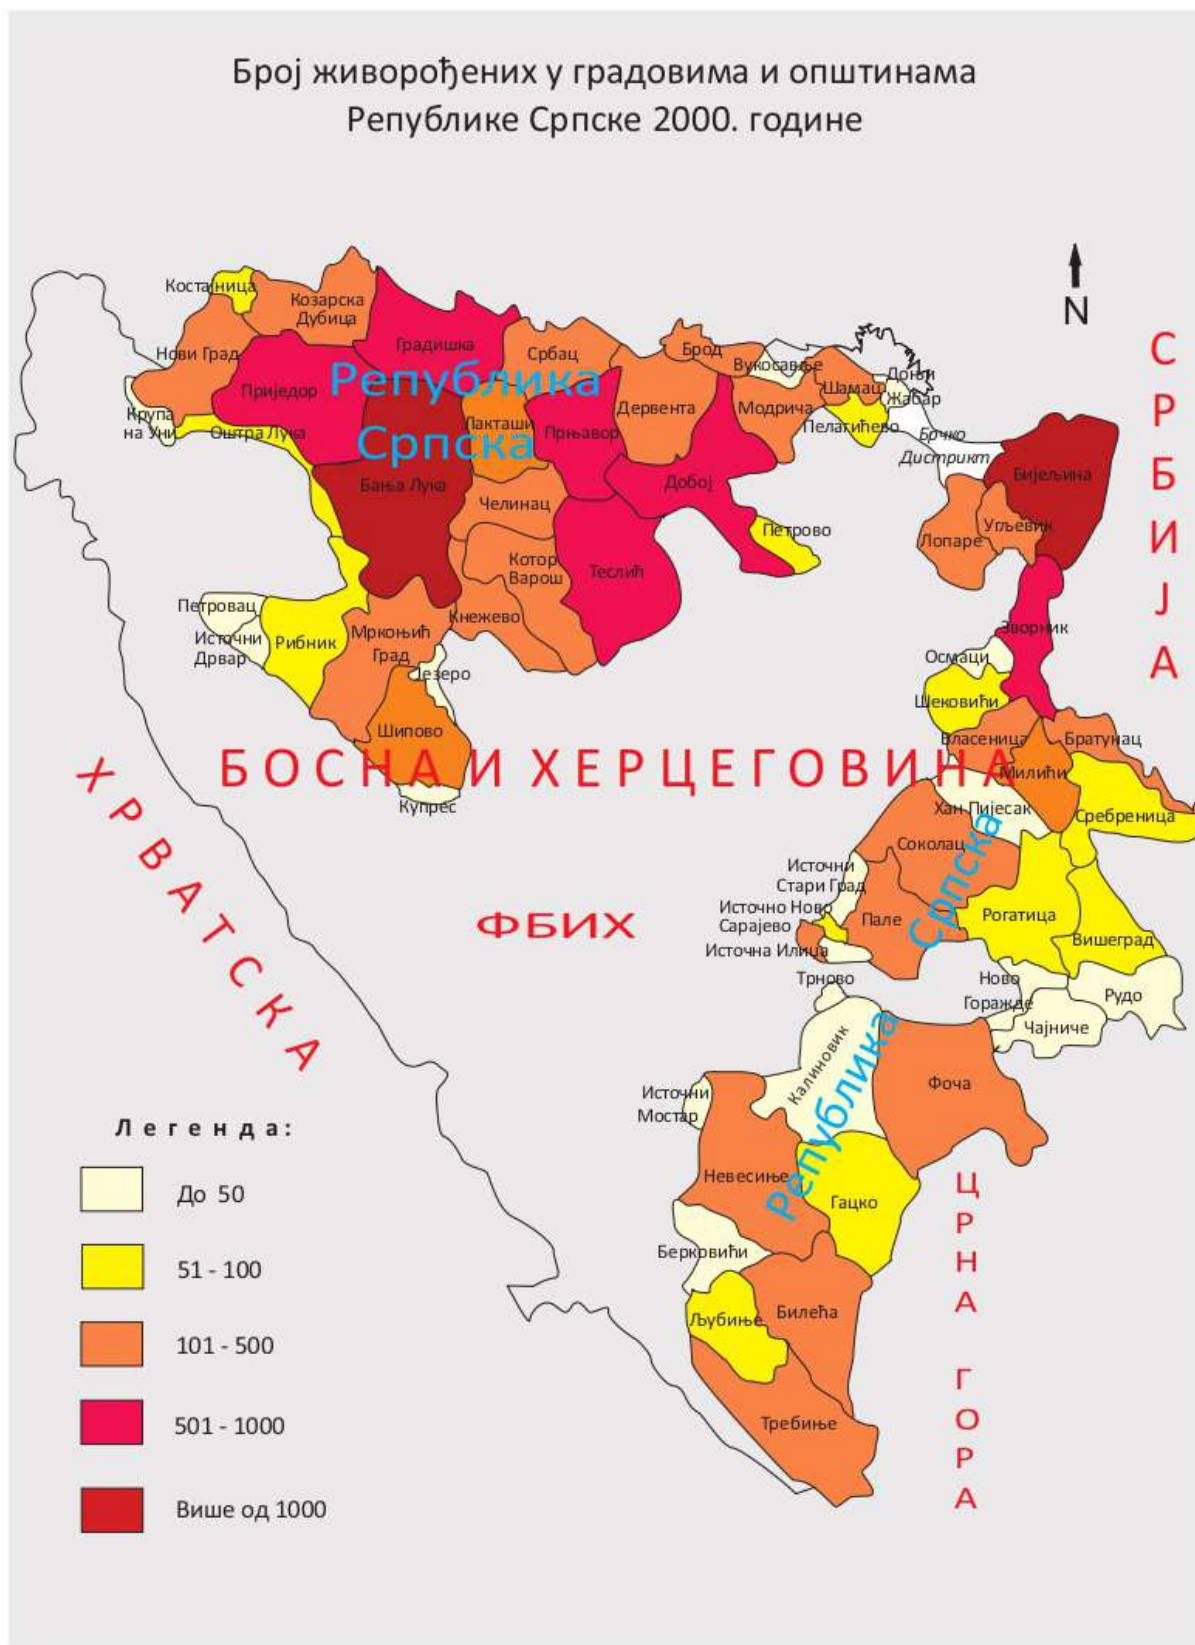 Број живорођених у градовима и општинама
Републике Српске 2000. године
Костајница
Козарска
Дубица
N
Градишка
Нови Град
Србац
Брод
Вукосавље
Приједор
Република
Шамац
Доњи
Жабар
Крупа
на Уни
Оштра Лука
Лакташи
Дервента
Модрича
Пелагићево
Српска
Прњавор
Брчко
Дистрикт
Бања Лука
Добој
Бијељина
Челинац
Петрово
Угљевик
Лопаре
Котор
Варош
Теслић
Петровац
Источни
Дрвар
Рибник
Мркоњић
Град
Кнежево
Зворник
Осмаци
Језеро
Шековићи
Шипово
Власеница
Братунац
БОСНА И ХЕРЦЕГОВИНА
Милићи
Купрес
Хан Пијесак
Сребреница
СРБИЈА
ХРВАТСКА
Соколац
Источни
Стари Град
Српска
Источно Ново
Сарајево
ФБИХ
Пале
Рогатица
Вишеград
Источна Илиџа
Трново
Ново
Горажде
Рудо
Чајниче
Калиновик
Република
Фоча
Источни
Мостар
Невесиње
Гацко
Берковићи
Љубиње
Билећа
Требиње
ЦРНА
ГОРА
Легенда:
До 50
51 - 100
101 - 500
501 - 1000
Више од 1000